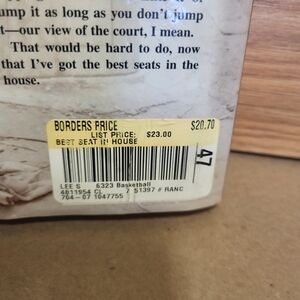 ump it as long as you don't jump
t—our view of the court, I mean.
That would be hard to do, now
that I've got the best seats in the
house.
BORDERS PRICE $20.70
LIST PRICE: $23.00
BEST SEAT IN HOUSE
47
LEE S 6323 Basketball
4011954 CL 7 51397 # RANC
704-07 1047755